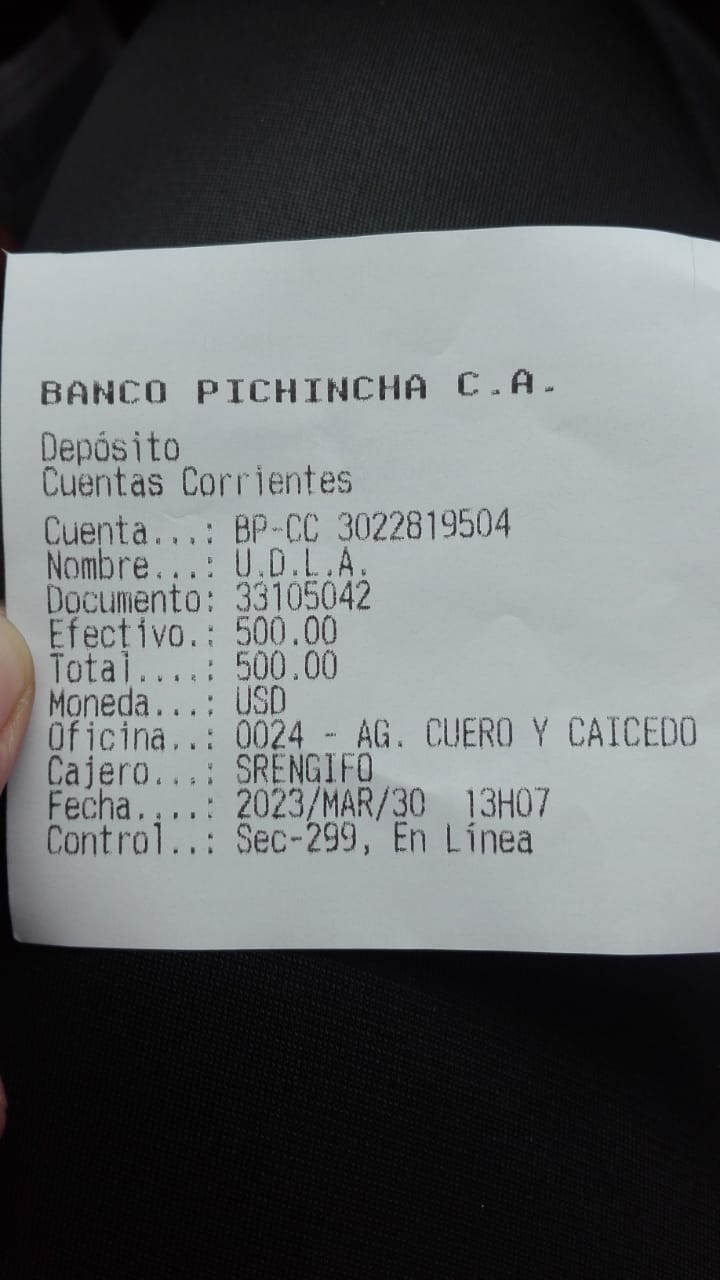 BANCO PICHINCHA C.A.
Depósito
Cuentas Corrientes
Cuenta...: BP-CC 3022819504
Nombre...: U.D.L.A.
Documento: 33105042
Efectivo.: 500.00
Total....: 500.00
Moneda...: USD
Oficina..: 0024 - AG. CUERO Y CAICEDO
Cajero...: SRENGIFO
Fecha....: 2023/MAR/30 13H07
Control..: Sec-299, En Línea